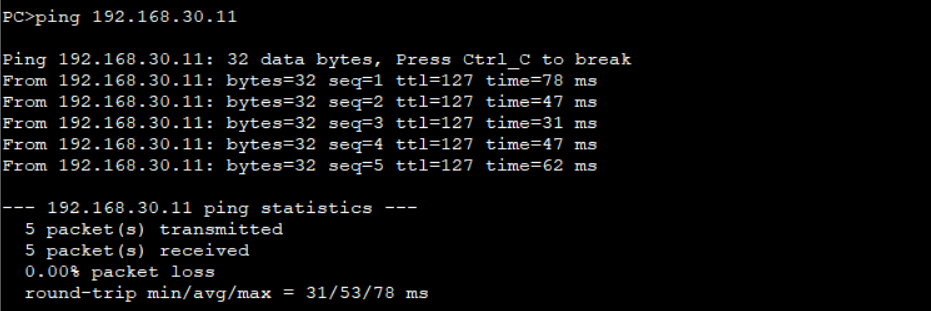 PC>ping 192.168.30.11
Ping 192.168.30.11: 32 data bytes, Press Ctrl_C to break
From 192.168.30.11: bytes=32 seq=1 ttl=127 time=78 ms
From 192.168.30.11: bytes=32 seq=2 ttl=127 time=47 ms
From 192.168.30.11: bytes=32 seq=3 ttl=127 time=31 ms
From 192.168.30.11: bytes=32 seq=4 ttl=127 time=47 ms
From 192.168.30.11: bytes=32 seq=5 ttl=127 time=62 ms
--- 192.168.30.11 ping statistics ---
5 packet(s) transmitted
5 packet(s) received
0.00% packet loss
round-trip min/avg/max = 31/53/78 ms